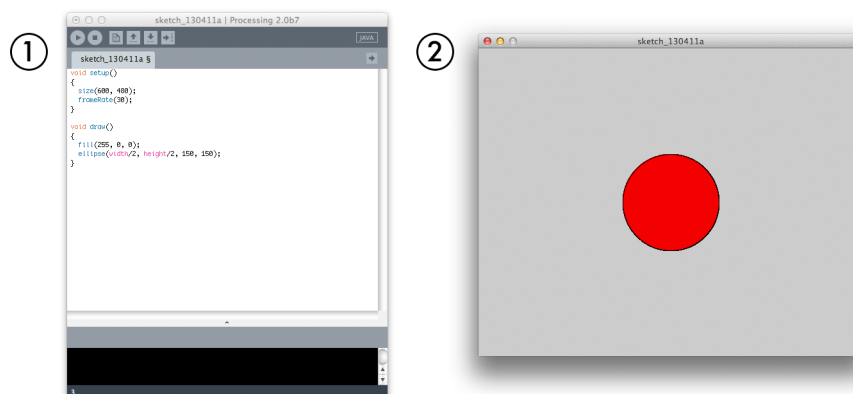 1
sketch_130411a | Processing 2.0b7
JAVA
sketch_130411a §
void setup()
{
size(600, 480);
frameRate(30);
}
void draw()
{
fill(255, 0, 0);
ellipse(width/2, height/2, 150, 150);
}
3
2
sketch_130411a